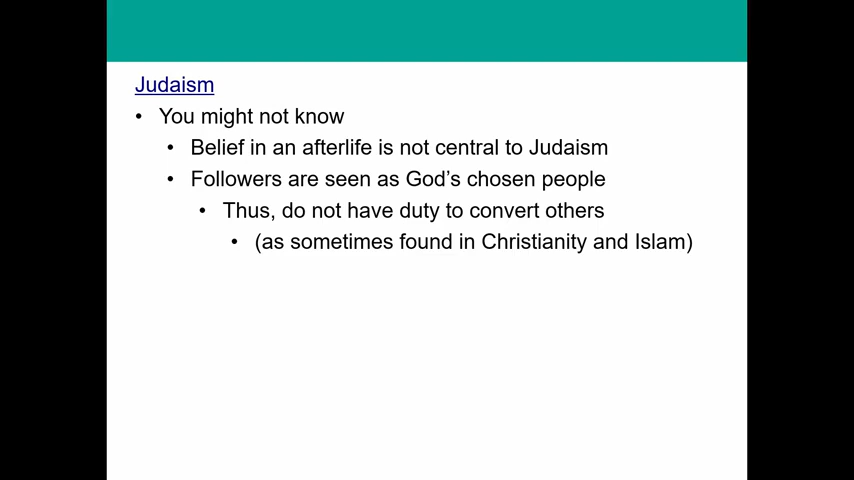 Judaism
• You might not know
• Belief in an afterlife is not central to Judaism
• Followers are seen as God’s chosen people
• Thus, do not have duty to convert others
• (as sometimes found in Christianity and Islam)